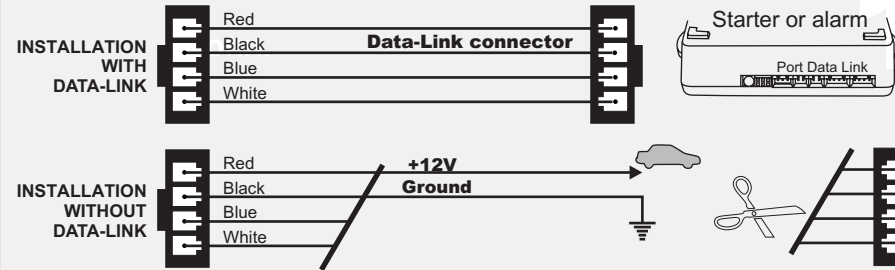 INSTALLATION
WITH
DATA-LINK
Red
Black
Blue
White
Data-Link connector
Starter or alarm
Port Data Link
INSTALLATION
WITHOUT
DATA-LINK
Red
Black
Blue
White
+12V
Ground